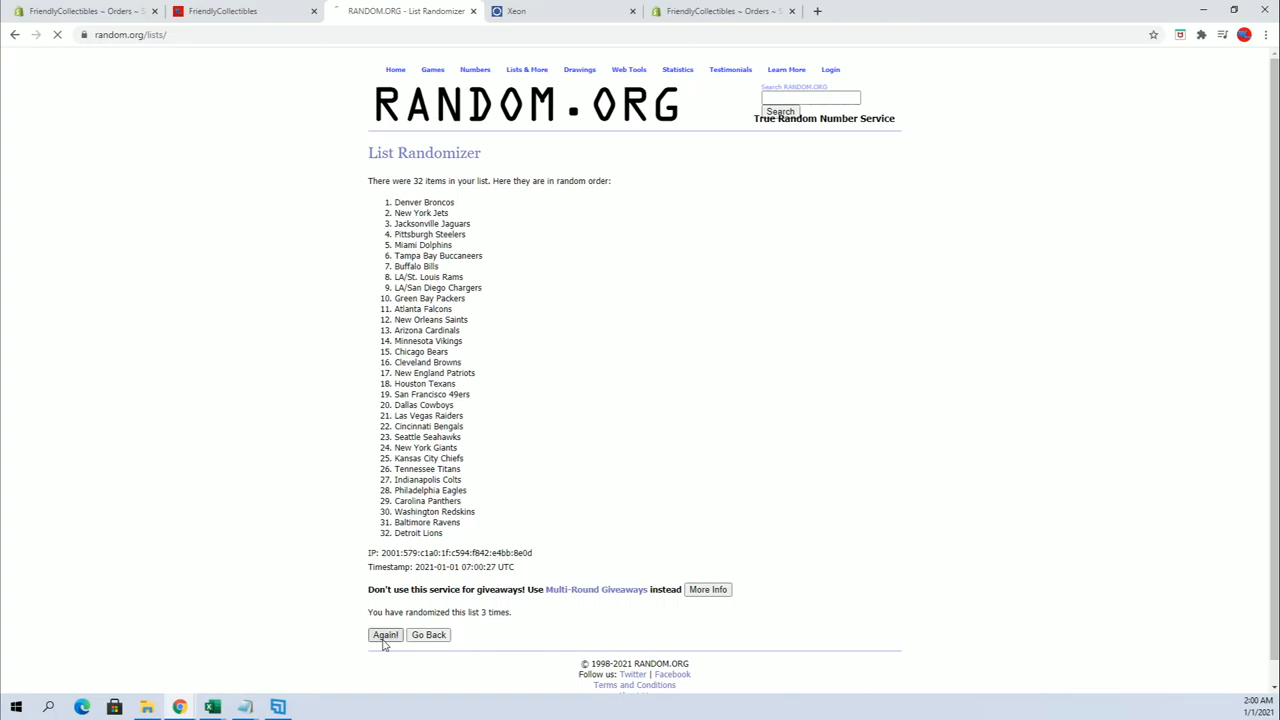 FriendlyCollectibles ~ Orders ~ S
FriendlyCollectibles
RANDOM.ORG - List Randomizer
Xeon
FriendlyCollectibles ~ Orders ~ S
random.org/lists/
Home Games Numbers Lists & More Drawings Web Tools Statistics Testimonials Learn More Login
RANDOM.ORG
Search RANDOM.ORG
Search
True Random Number Service
List Randomizer
There were 32 items in your list. Here they are in random order:
1. Denver Broncos
2. New York Jets
3. Jacksonville Jaguars
4. Pittsburgh Steelers
5. Miami Dolphins
6. Tampa Bay Buccaneers
7. Buffalo Bills
8. LA/St. Louis Rams
9. LA/San Diego Chargers
10. Green Bay Packers
11. Atlanta Falcons
12. New Orleans Saints
13. Arizona Cardinals
14. Minnesota Vikings
15. Chicago Bears
16. Cleveland Browns
17. New England Patriots
18. Houston Texans
19. San Francisco 49ers
20. Dallas Cowboys
21. Las Vegas Raiders
22. Cincinnati Bengals
23. Seattle Seahawks
24. New York Giants
25. Kansas City Chiefs
26. Tennessee Titans
27. Indianapolis Colts
28. Philadelphia Eagles
29. Carolina Panthers
30. Washington Redskins
31. Baltimore Ravens
32. Detroit Lions
IP: 2001:579:c1a0:1f:c594:f842:e4bb:8e0d
Timestamp: 2021-01-01 07:00:27 UTC
Don't use this service for giveaways! Use Multi-Round Giveaways instead More Info
You have randomized this list 3 times.
Again! Go Back
© 1998-2021 RANDOM.ORG
Follow us: Twitter | Facebook
Terms and Conditions
2:00 AM
1/1/2021